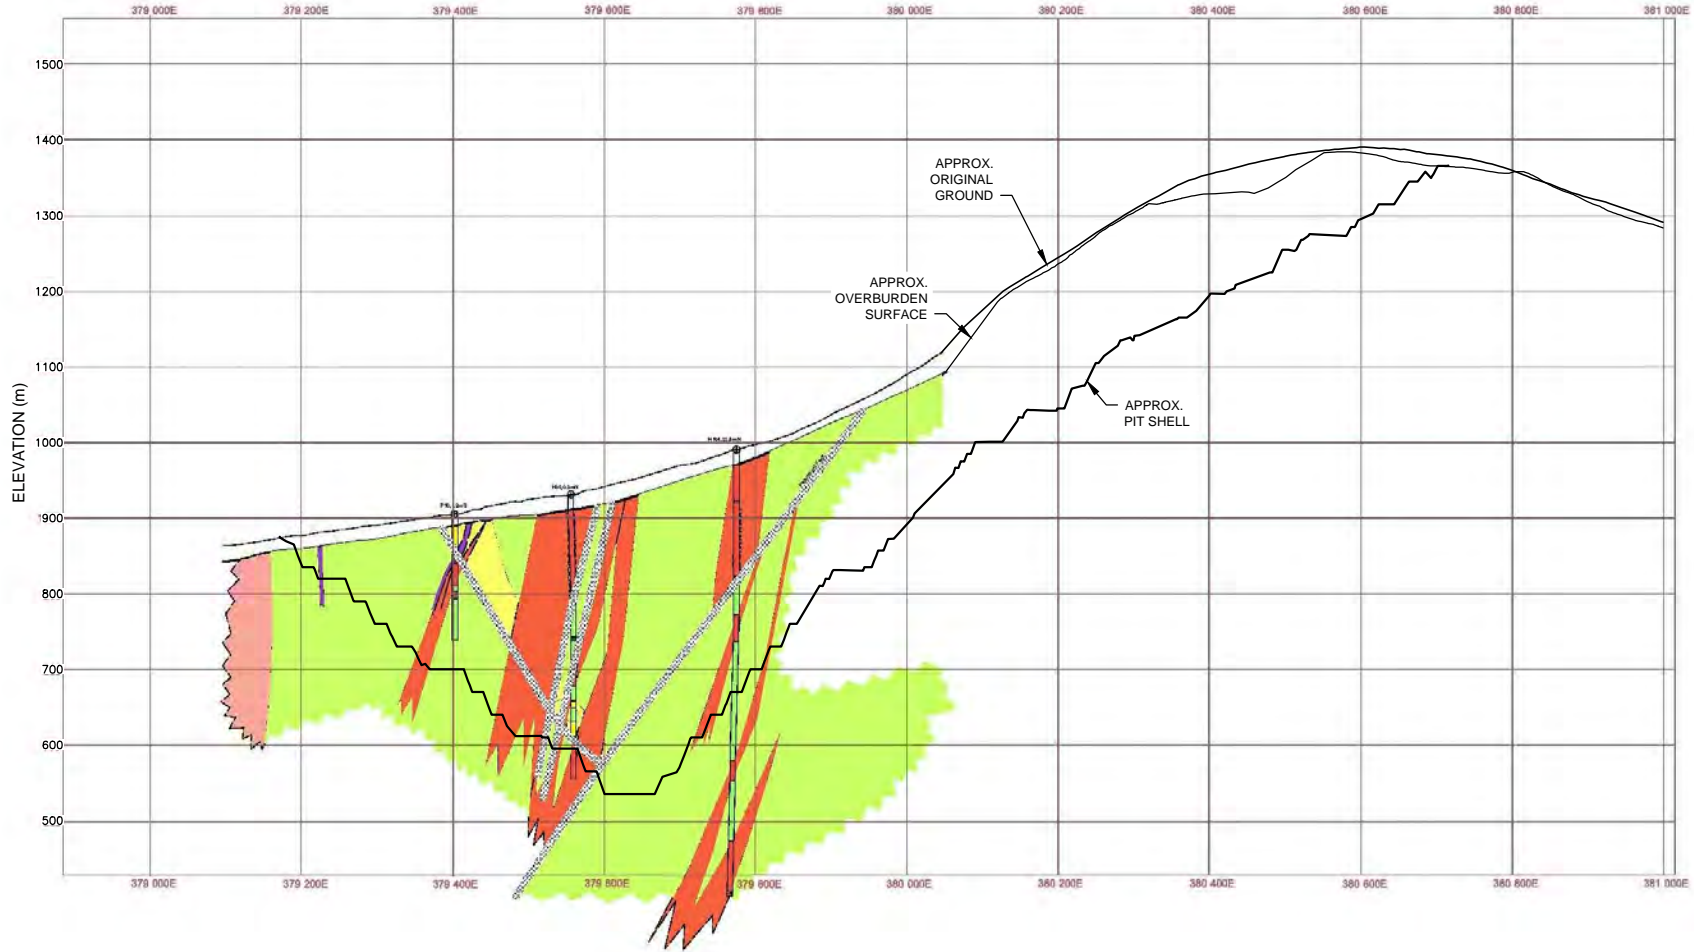 379 000E
379 200E
379 400E
379 600E
379 800E
380 000E
380 200E
380 400E
380 600E
380 800E
381 000E
1500
1400
1300
1200
1100
1000
900
800
700
600
500
ELEVATION (m)
APPROX.
ORIGINAL
GROUND
APPROX.
OVERBURDEN
SURFACE
APPROX.
PIT SHELL
379 000E
379 200E
379 400E
379 600E
379 800E
380 000E
380 200E
380 400E
380 600E
380 800E
381 000E